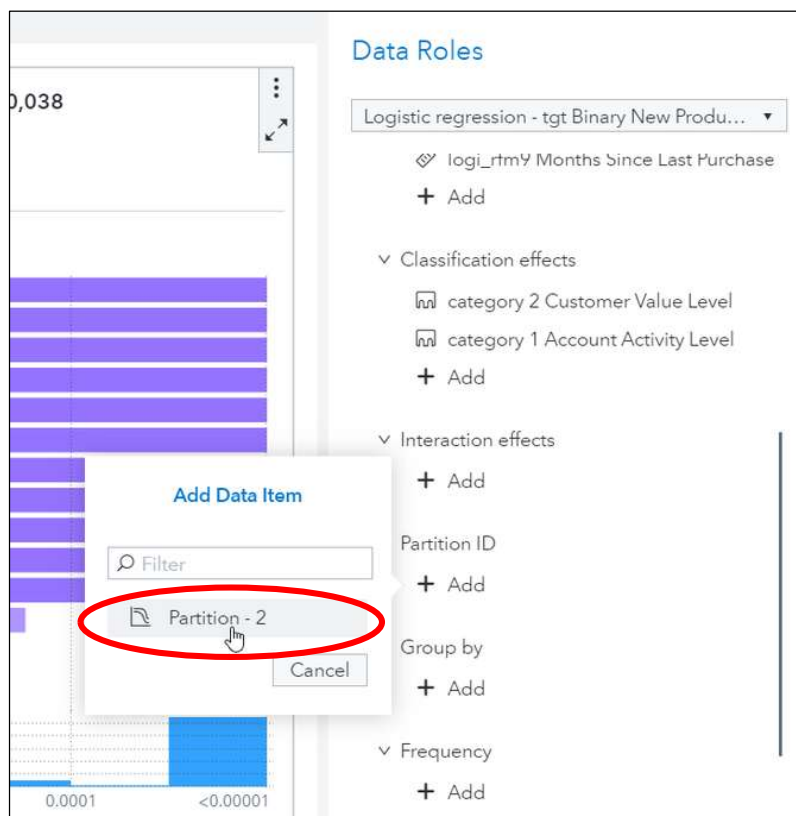 0,038
0.0001
<0.00001
Add Data Item
Filter
Partition - 2
Cancel
Data Roles
Logistic regression - tgt Binary New Produ...
logi_rfm9 Months Since Last Purchase
Add
Classification effects
category 2 Customer Value Level
category 1 Account Activity Level
Add
Interaction effects
Add
Partition ID
Add
Group by
Add
Frequency
Add